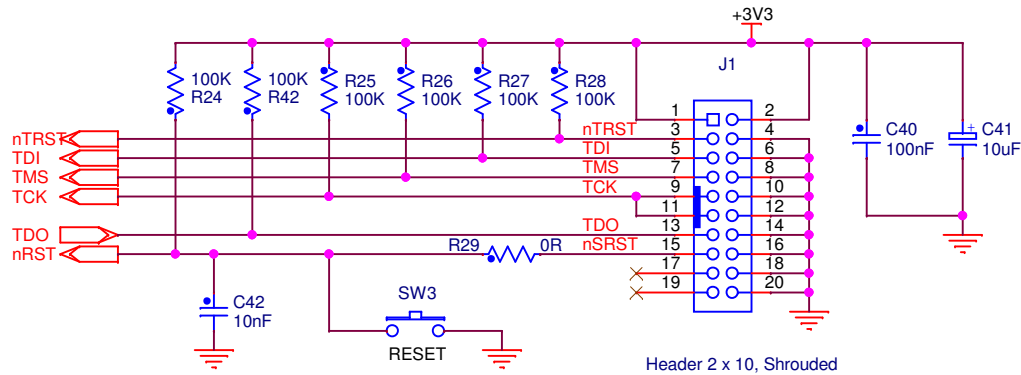 +3V3
J1
100K
R24
100K
R42
R25
100K
R26
100K
R27
100K
R28
100K
C40
100nF
+
C41
10uF
nTRST
TDI
TMS
TCK
TDO
nRST
nTRST
TDI
TMS
TCK
TDO
nSRST
R29
0R
1
2
3
4
5
6
7
8
9
10
11
12
13
14
15
16
17
18
19
20
C42
10nF
SW3
RESET
Header 2 x 10, Shrouded